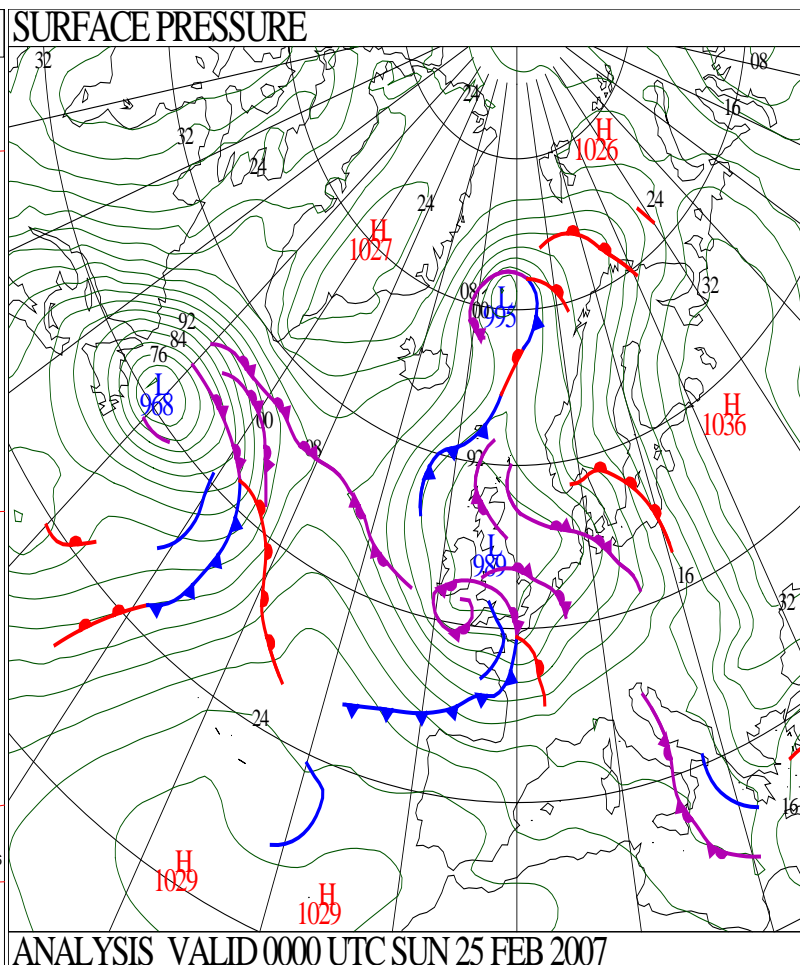 SURFACE PRESSURE
32
08
24
16
H
1026
32
24
24
24
H
1027
32
08
00
L
995
92
84
76
L
968
H
1036
00
08
92
L
989
16
32
24
16
H
1029
H
1029
ANALYSIS VALID 0000 UTC SUN 25 FEB 2007